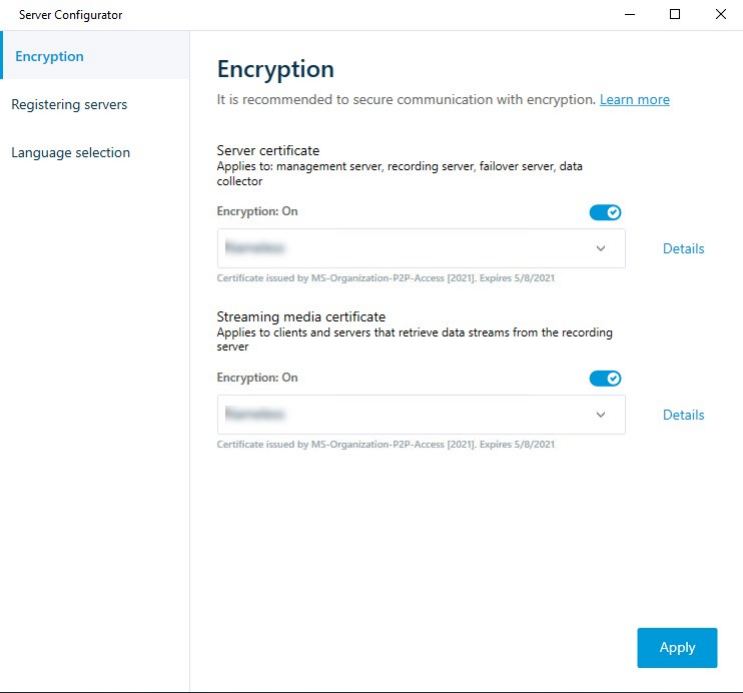 Server Configurator
Encryption
Registering servers
Language selection
Encryption
It is recommended to secure communication with encryption. Learn more
Server certificate
Applies to: management server, recording server, failover server, data
collector
Encryption: On
Details
Certificate issued by MS-Organization-P2P-Access [2021]. Expires 5/8/2021
Streaming media certificate
Applies to clients and servers that retrieve data streams from the recording
server
Encryption: On
Details
Certificate issued by MS-Organization-P2P-Access [2021]. Expires 5/8/2021
Apply